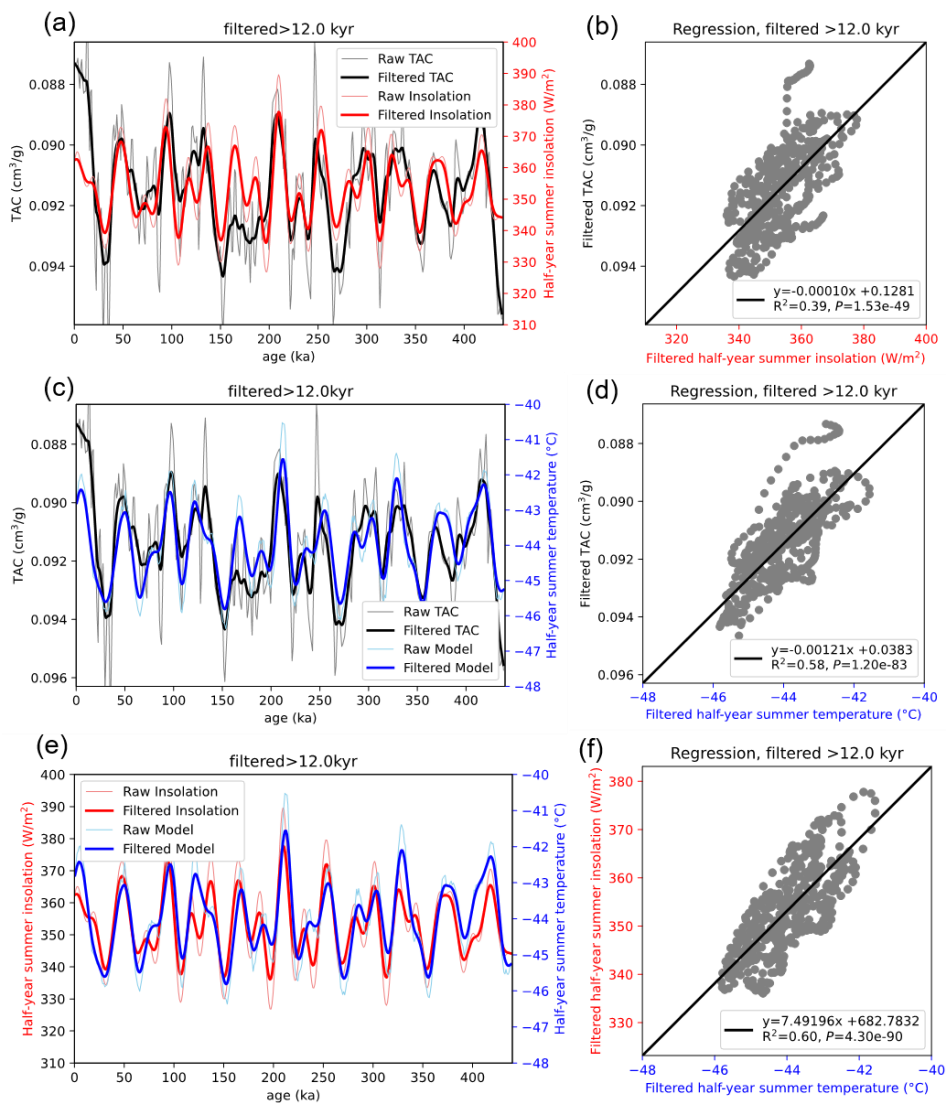 (a)
filtered>12.0 kyr
Raw TAC
Filtered TAC
Raw Insolation
Filtered Insolation
TAC (cm³/g)
0.088
0.090
0.092
0.094
400
390
380
370
360
350
340
330
320
310
Half-year summer insolation (W/m²)
0 50 100 150 200 250 300 350 400
age (ka)
(b)
Regression, filtered >12.0 kyr
Filtered TAC (cm³/g)
0.088
0.090
0.092
0.094
y=-0.00010x +0.1281
R²=0.39, P=1.53e-49
320 340 360 380 400
Filtered half-year summer insolation (W/m²)
(c)
filtered>12.0kyr
TAC (cm³/g)
0.088
0.090
0.092
0.094
0.096
−40
−41
−42
−43
−44
−45
−46
−47
−48
Half-year summer temperature (°C)
Raw TAC
Filtered TAC
Raw Model
Filtered Model
0 50 100 150 200 250 300 350 400
age (ka)
(d)
Regression, filtered >12.0 kyr
Filtered TAC (cm³/g)
0.088
0.090
0.092
0.094
0.096
y=-0.00121x +0.0383
R²=0.58, P=1.20e-83
−48 −46 −44 −42 −40
Filtered half-year summer temperature (°C)
(e)
filtered>12.0kyr
Raw Insolation
Filtered Insolation
Raw Model
Filtered Model
Half-year summer insolation (W/m²)
400
390
380
370
360
350
340
330
320
310
−40
−41
−42
−43
−44
−45
−46
−47
−48
Half-year summer temperature (°C)
0 50 100 150 200 250 300 350 400
age (ka)
(f)
Regression, filtered >12.0 kyr
Filtered half-year summer insolation (W/m²)
380
370
360
350
340
330
y=7.49196x +682.7832
R²=0.60, P=4.30e-90
−48 −46 −44 −42 −40
Filtered half-year summer temperature (°C)